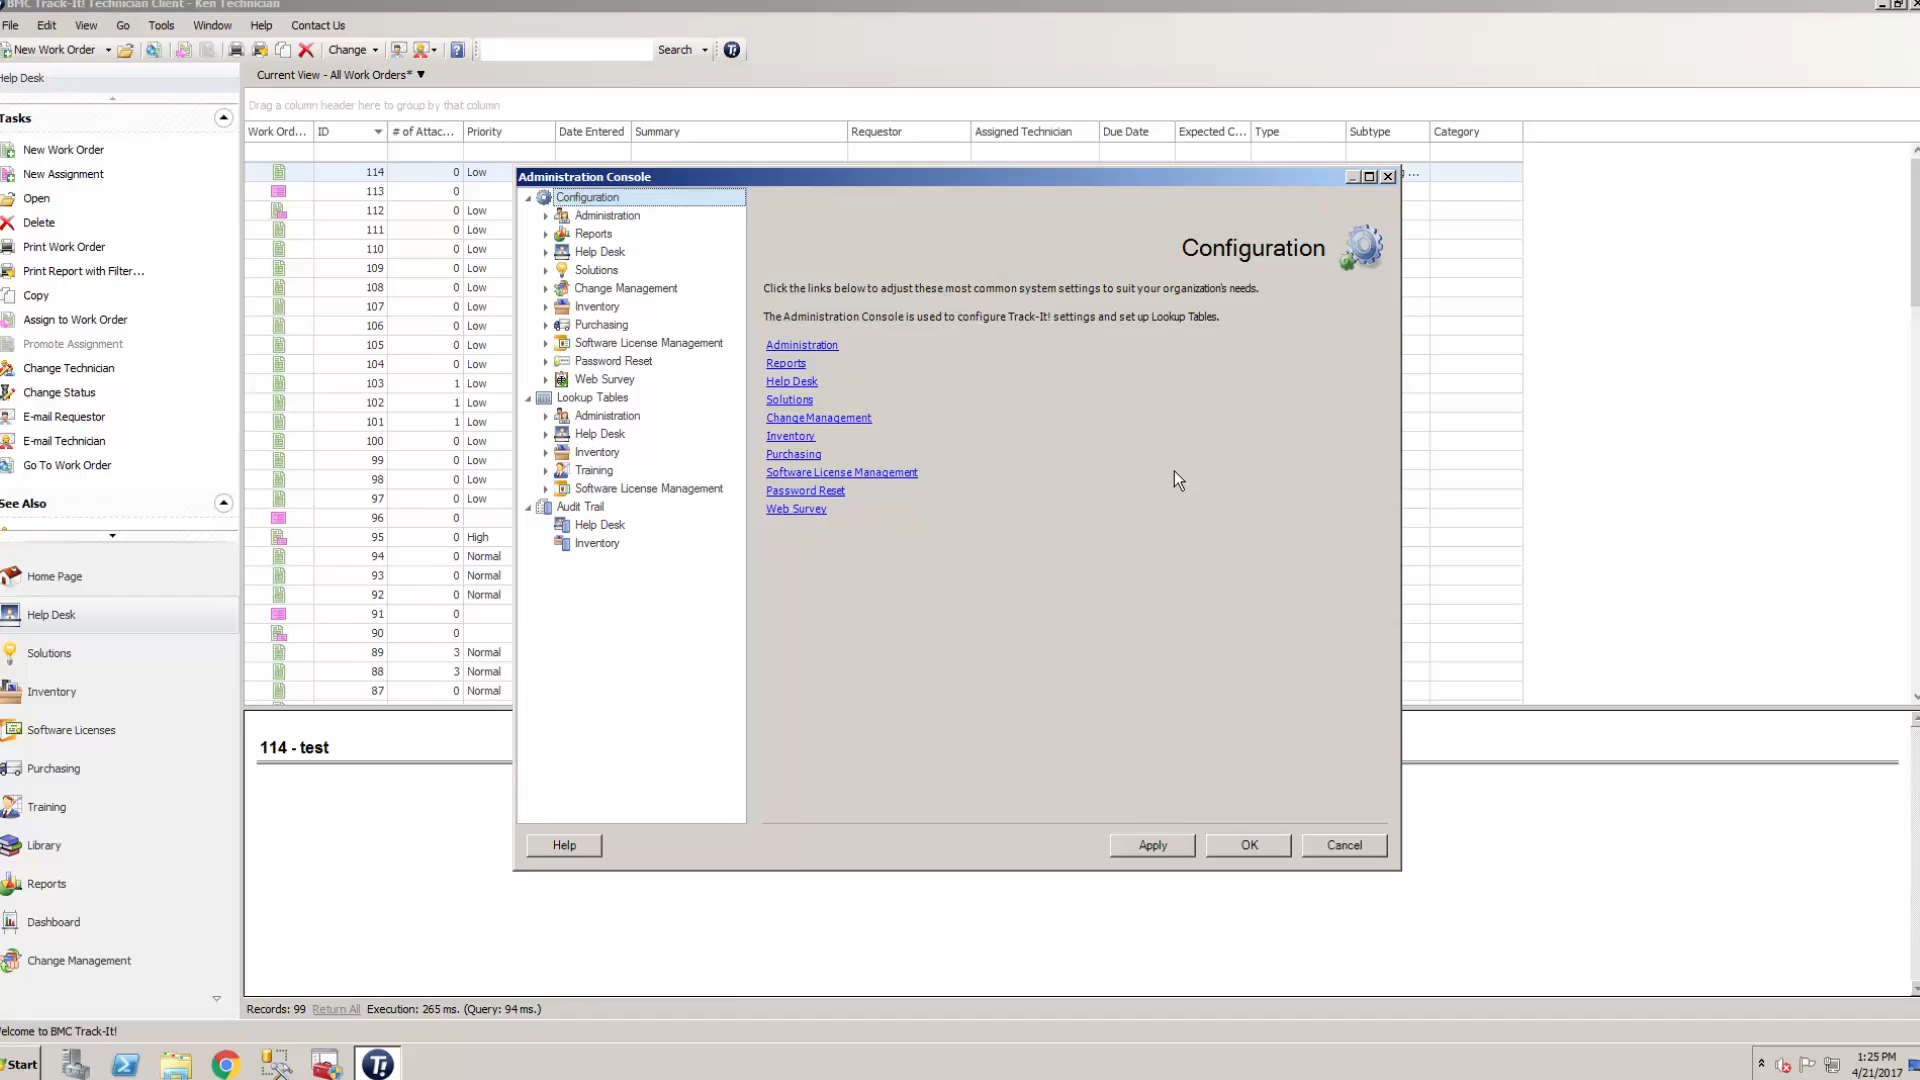 BMC Track-It! Technician Client - Ken Technician
File Edit View Go Tools Window Help Contact Us
New Work Order Change Search
Help Desk
Current View - All Work Orders* ▼
Drag a column header here to group by that column
Tasks
Work Ord... ID # of Attac... Priority Date Entered Summary Requestor Assigned Technician Due Date Expected C... Type Subtype Category
New Work Order
New Assignment
Open
Delete
Print Work Order
Print Report with Filter...
Copy
Assign to Work Order
Promote Assignment
Change Technician
Change Status
E-mail Requestor
E-mail Technician
Go To Work Order
See Also
Home Page
Help Desk
Solutions
Inventory
Software Licenses
Purchasing
Training
Library
Reports
Dashboard
Change Management
114 0 Low
113 0
112 0 Low
111 0 Low
110 0 Low
109 0 Low
108 0 Low
107 0 Low
106 0 Low
105 0 Low
104 0 Low
103 1 Low
102 1 Low
101 1 Low
100 0 Low
99 0 Low
98 0 Low
97 0 Low
96 0
95 0 High
94 0 Normal
93 0 Normal
92 0 Normal
91 0
90 0
89 3 Normal
88 3 Normal
87 0 Normal
Administration Console
Configuration
Administration
Reports
Help Desk
Solutions
Change Management
Inventory
Purchasing
Software License Management
Password Reset
Web Survey
Lookup Tables
Administration
Help Desk
Inventory
Training
Software License Management
Audit Trail
Help Desk
Inventory
Configuration
Click the links below to adjust these most common system settings to suit your organization's needs.
The Administration Console is used to configure Track-It! settings and set up Lookup Tables.
Administration
Reports
Help Desk
Solutions
Change Management
Inventory
Purchasing
Software License Management
Password Reset
Web Survey
Help Apply OK Cancel
114 - test
Records: 99 Return All Execution: 265 ms. (Query: 94 ms.)
elcome to BMC Track-It!
Start
1:25 PM
4/21/2017